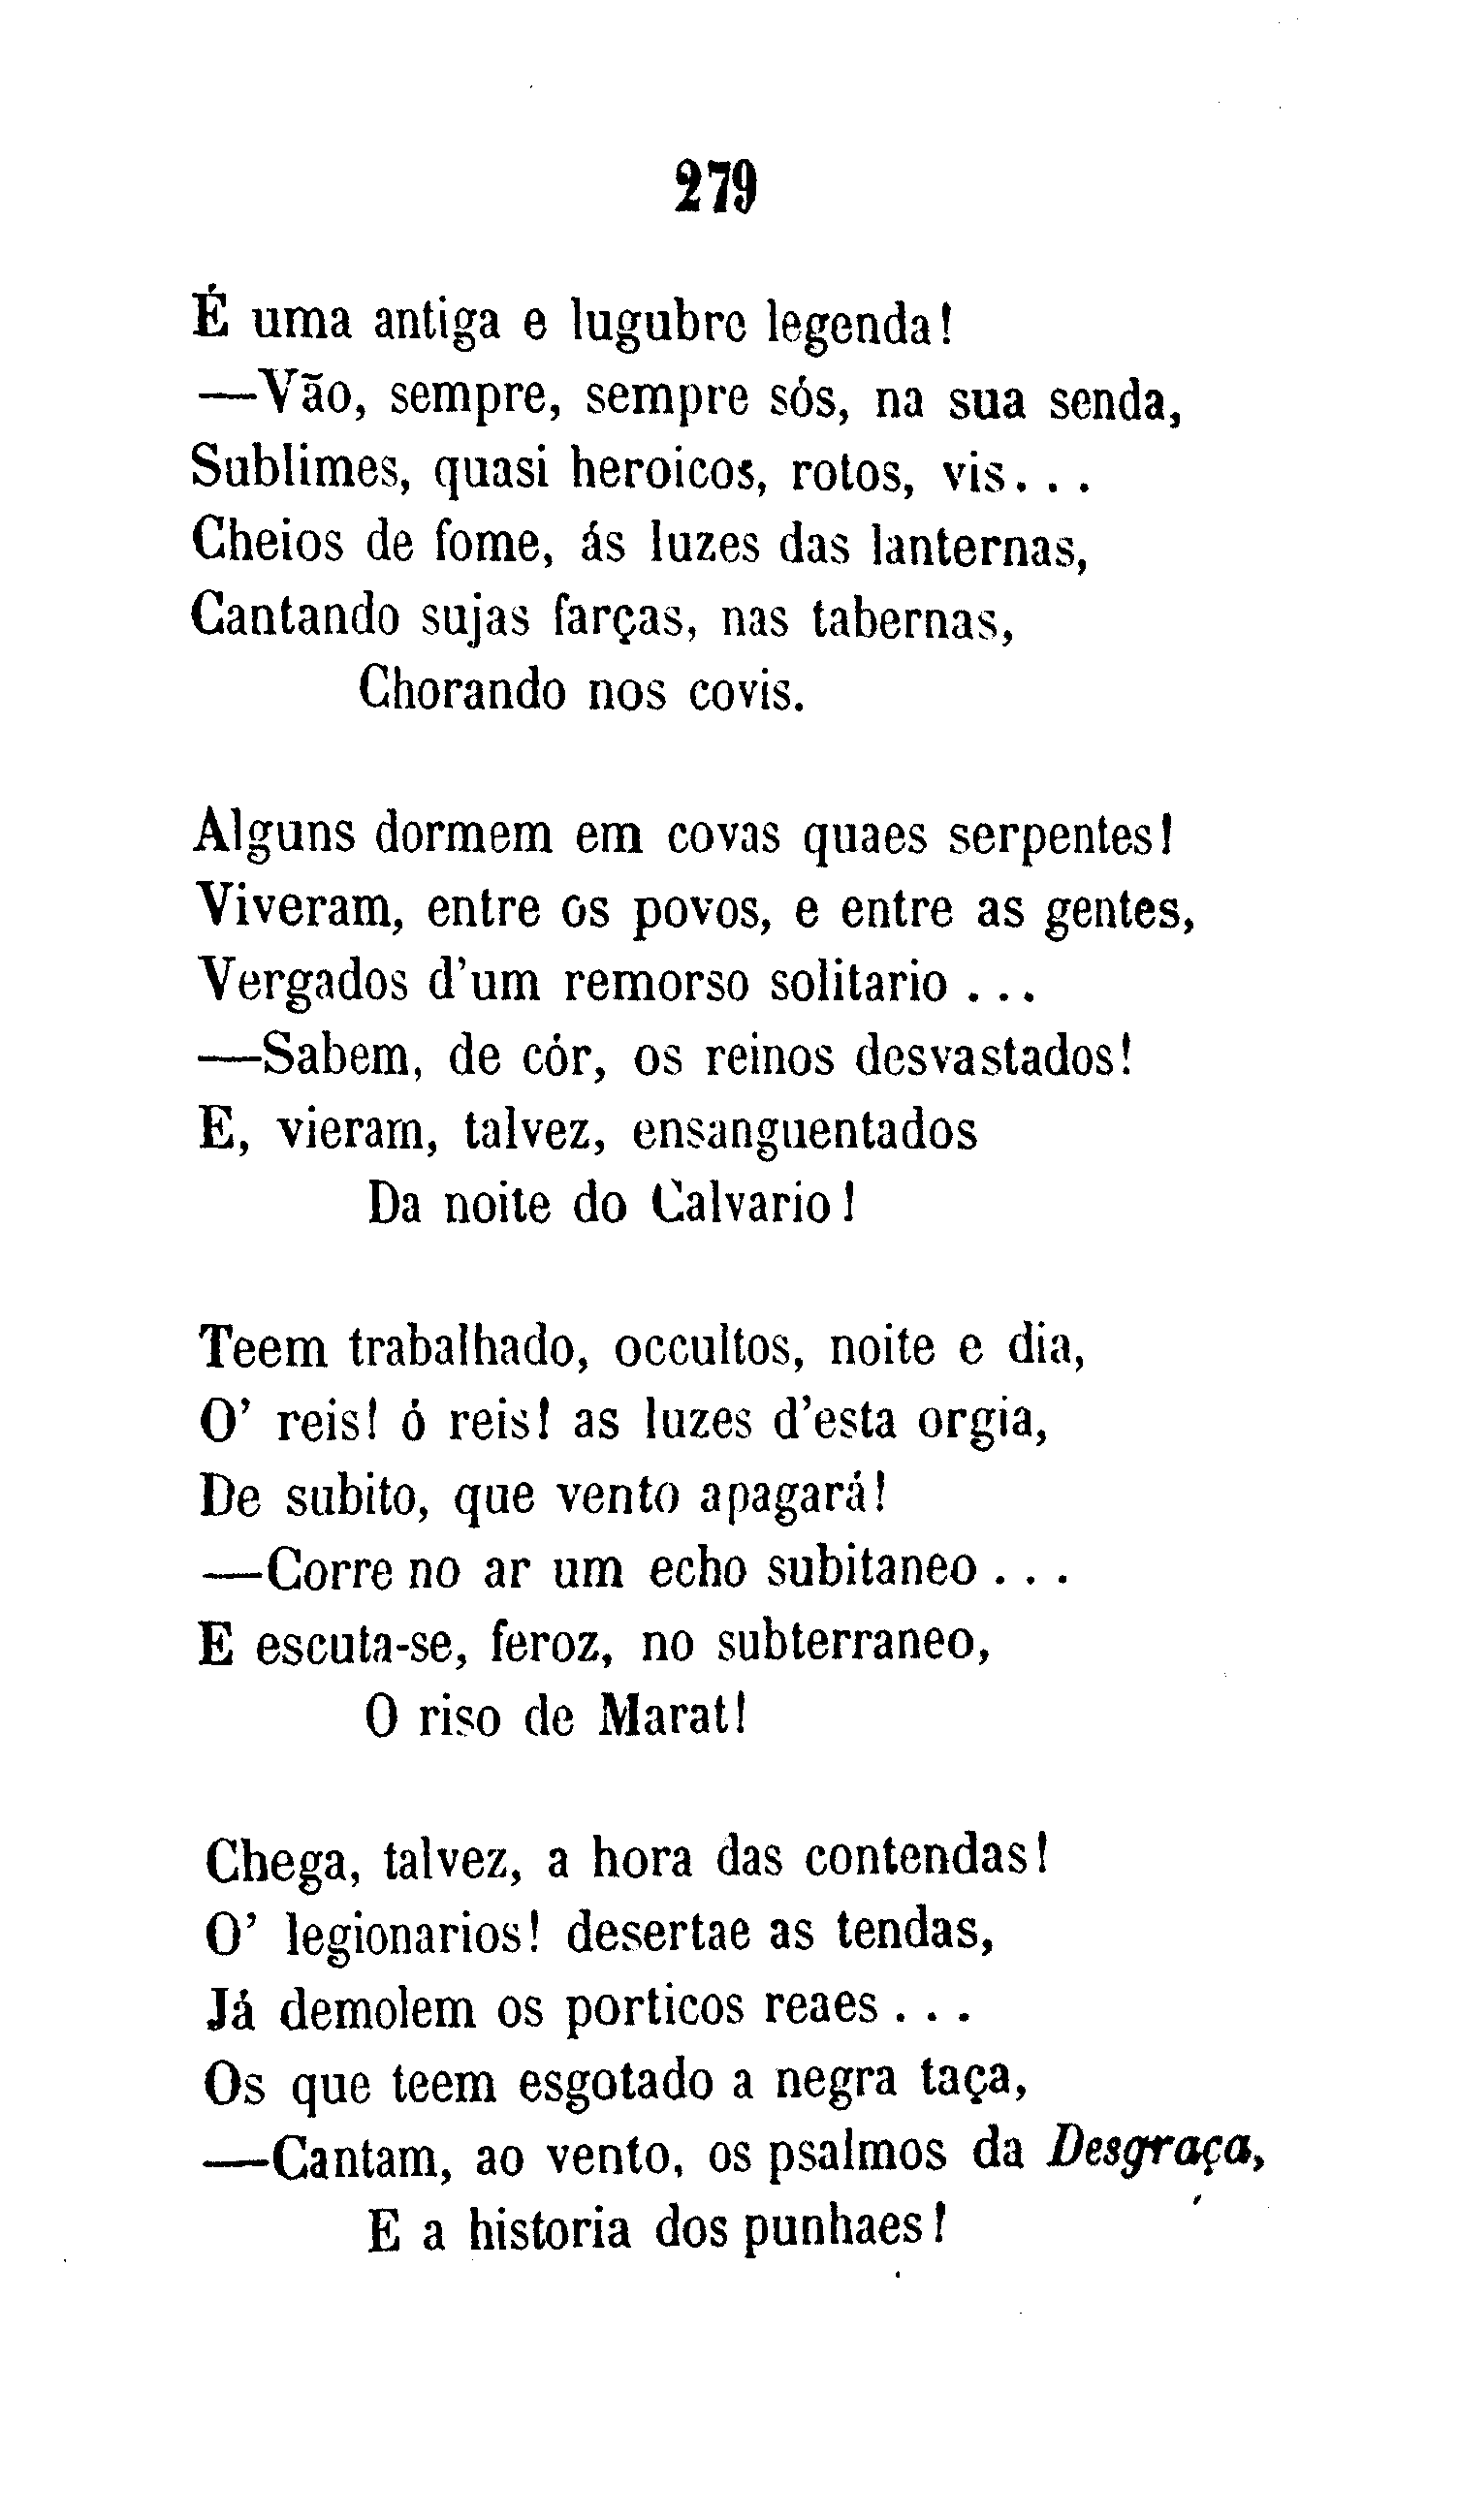 279
É uma antiga e lugubre legenda!
—Vão, sempre, sempre sós, na sua senda,
Sublimes, quasi heroicos, rotos, vis...
Cheios de fome, ás luzes das lanternas,
Cantando sujas farças, nas tabernas,
Chorando nos covis.
Alguns dormem em covas quaes serpentes!
Viveram, entre os povos, e entre as gentes,
Vergados d'um remorso solitario ...
—Sabem, de cór, os reinos desvastados!
E, vieram, talvez, ensanguentados
Da noite do Calvario!
Teem trabalhado, occultos, noite e dia,
O' reis! ó reis! as luzes d'esta orgia,
De subito, que vento apagará!
—Corre no ar um echo subitaneo ...
E escuta-se, feroz, no subterraneo,
O riso de Marat!
Chega, talvez, a hora das contendas!
O' legionarios! desertae as tendas,
Já demolem os porticos reaes ...
Os que teem esgotado a negra taça,
—Cantam, ao vento, os psalmos da Desgraça,
E a historia dos punhaes!